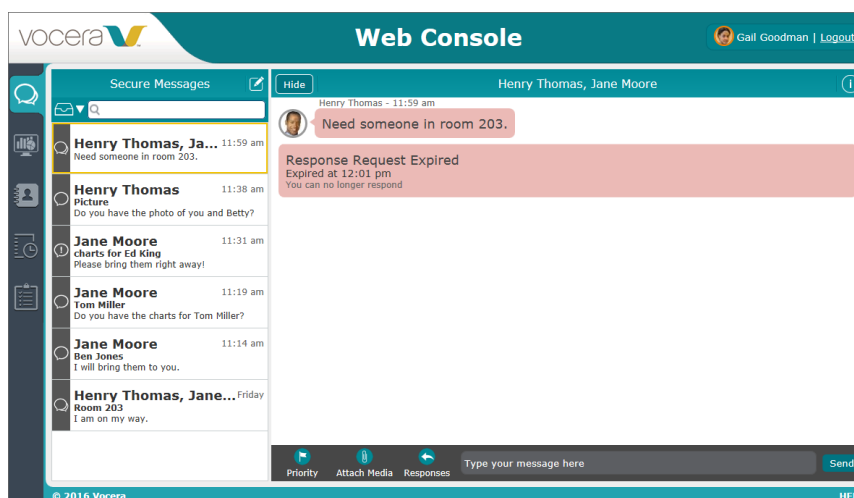 vocera
Web Console
Gail Goodman | Logout
Secure Messages
Hide
Henry Thomas, Jane Moore
Henry Thomas, Ja... 11:59 am
Need someone in room 203.
Henry Thomas 11:38 am
Picture
Do you have the photo of you and Betty?
Jane Moore 11:31 am
charts for Ed King
Please bring them right away!
Jane Moore 11:19 am
Tom Miller
Do you have the charts for Tom Miller?
Jane Moore 11:14 am
Ben Jones
I will bring them to you.
Henry Thomas, Jane... Friday
Room 203
I am on my way.
Henry Thomas - 11:59 am
Need someone in room 203.
Response Request Expired
Expired at 12:01 pm
You can no longer respond
Priority
Attach Media
Responses
Type your message here
Send
© 2016 Vocera